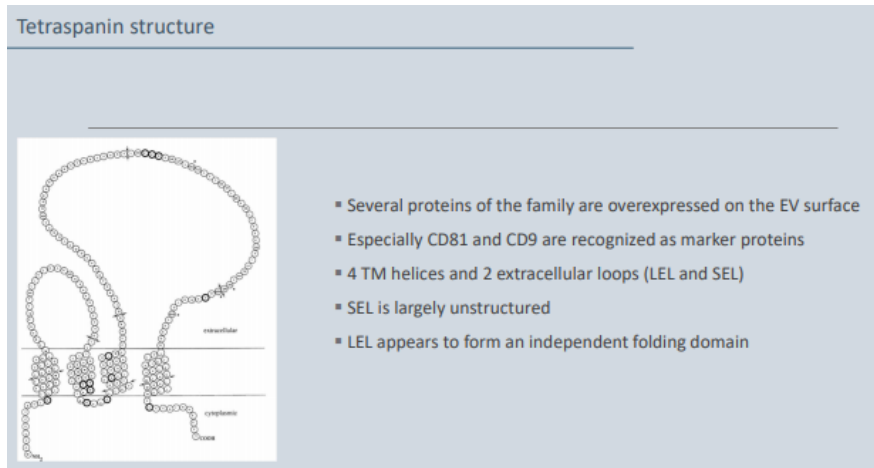 Tetraspanin structure
▪ Several proteins of the family are overexpressed on the EV surface
▪ Especially CD81 and CD9 are recognized as marker proteins
▪ 4 TM helices and 2 extracellular loops (LEL and SEL)
▪ SEL is largely unstructured
▪ LEL appears to form an independent folding domain
extracellular
cytoplasmic
COOH
NH2